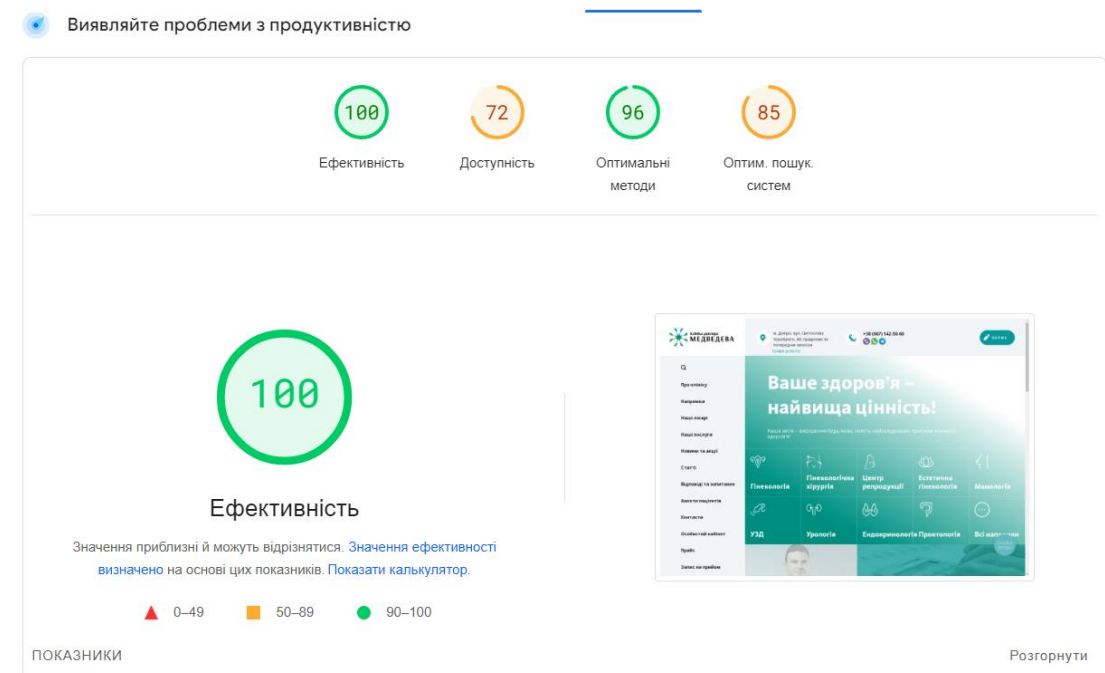 Виявляйте проблеми з продуктивністю
100
72
96
85
Ефективність
Доступність
Оптимальні
методи
Оптим. пошук.
систем
100
Ефективність
Значення приблизні й можуть відрізнятися. Значення ефективності
визначено на основі цих показників. Показати калькулятор.
0–49
50–89
90–100
МЕДВЕДЕВА
Про клініку
Напрямки
Наші лікарі
Наші послуги
Новини та акції
Статті
Відповіді та запитання
Анкета пацієнтів
Контакти
Особистий кабінет
Прайс
Запис на прийом
Ваше здоров'я –
найвища цінність!
Гінекологія
Гінекологічна
хірургія
Центр
репродукції
Естетична
гінекологія
Мамологія
УЗД
Урологія
Ендокринологія
Проктологія
Всі
ПОКАЗНИКИ
Розгорнути